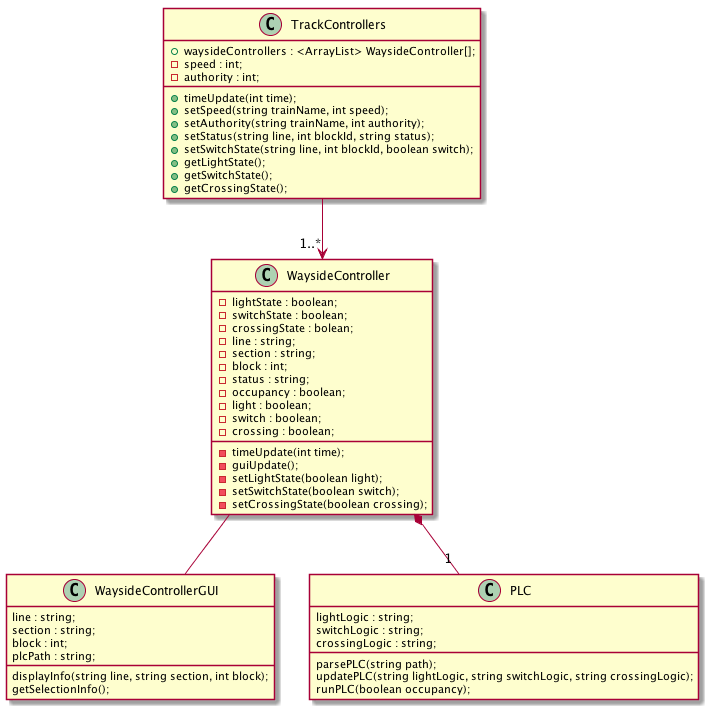 C TrackControllers
waysideControllers : <ArrayList> WaysideController[];
speed : int;
authority : int;
timeUpdate(int time);
setSpeed(string trainName, int speed);
setAuthority(string trainName, int authority);
setStatus(string line, int blockId, string status);
setSwitchState(string line, int blockId, boolean switch);
getLightState();
getSwitchState();
getCrossingState();
1..*
C WaysideController
lightState : boolean;
switchState : boolean;
crossingState : bolean;
line : string;
section : string;
block : int;
status : string;
occupancy : boolean;
light : boolean;
switch : boolean;
crossing : boolean;
timeUpdate(int time);
guiUpdate();
setLightState(boolean light);
setSwitchState(boolean switch);
setCrossingState(boolean crossing);
1
C WaysideControllerGUI
line : string;
section : string;
block : int;
plcPath : string;
displayInfo(string line, string section, int block);
getSelectionInfo();
C PLC
lightLogic : string;
switchLogic : string;
crossingLogic : string;
parsePLC(string path);
updatePLC(string lightLogic, string switchLogic, string crossingLogic);
runPLC(boolean occupancy);